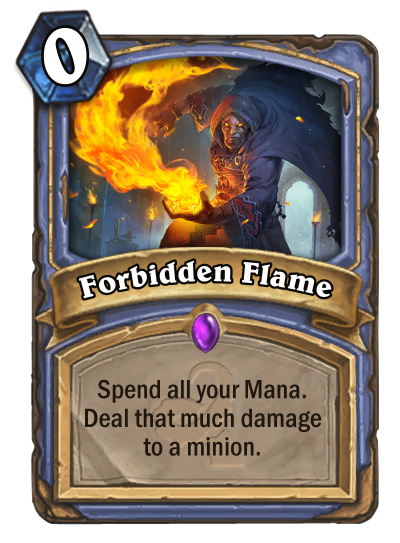 0
Forbidden Flame
Spend all your Mana.
Deal that much damage
to a minion.